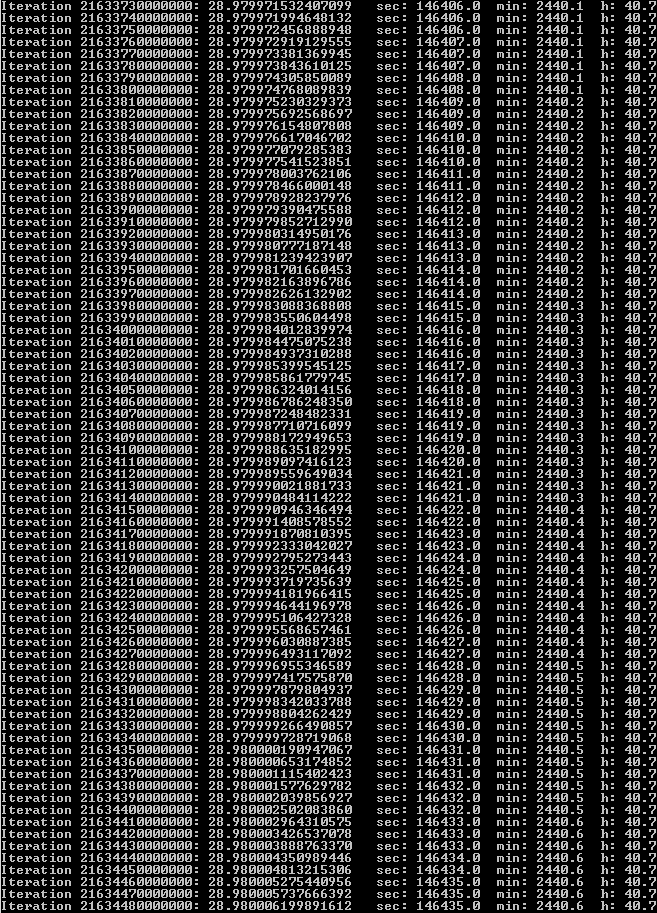 Iteration 21633730000000: 28.979971532407099 sec: 146406.0 min: 2440.1 h: 40.7
Iteration 21633740000000: 28.979971994648132 sec: 146406.0 min: 2440.1 h: 40.7
Iteration 21633750000000: 28.979972456888948 sec: 146406.0 min: 2440.1 h: 40.7
Iteration 21633760000000: 28.979972919129555 sec: 146407.0 min: 2440.1 h: 40.7
Iteration 21633770000000: 28.979973381369945 sec: 146407.0 min: 2440.1 h: 40.7
Iteration 21633780000000: 28.979973843610125 sec: 146407.0 min: 2440.1 h: 40.7
Iteration 21633790000000: 28.979974305850089 sec: 146408.0 min: 2440.1 h: 40.7
Iteration 21633800000000: 28.979974768089839 sec: 146408.0 min: 2440.1 h: 40.7
Iteration 21633810000000: 28.979975230329373 sec: 146409.0 min: 2440.2 h: 40.7
Iteration 21633820000000: 28.979975692568697 sec: 146409.0 min: 2440.2 h: 40.7
Iteration 21633830000000: 28.979976154807808 sec: 146409.0 min: 2440.2 h: 40.7
Iteration 21633840000000: 28.979976617046702 sec: 146410.0 min: 2440.2 h: 40.7
Iteration 21633850000000: 28.979977079285383 sec: 146410.0 min: 2440.2 h: 40.7
Iteration 21633860000000: 28.979977541523851 sec: 146410.0 min: 2440.2 h: 40.7
Iteration 21633870000000: 28.979978003762106 sec: 146411.0 min: 2440.2 h: 40.7
Iteration 21633880000000: 28.979978466000148 sec: 146411.0 min: 2440.2 h: 40.7
Iteration 21633890000000: 28.979978928237976 sec: 146412.0 min: 2440.2 h: 40.7
Iteration 21633900000000: 28.979979390475588 sec: 146412.0 min: 2440.2 h: 40.7
Iteration 21633910000000: 28.979979852712990 sec: 146412.0 min: 2440.2 h: 40.7
Iteration 21633920000000: 28.979980314950176 sec: 146413.0 min: 2440.2 h: 40.7
Iteration 21633930000000: 28.979980777187148 sec: 146413.0 min: 2440.2 h: 40.7
Iteration 21633940000000: 28.979981239423907 sec: 146413.0 min: 2440.2 h: 40.7
Iteration 21633950000000: 28.979981701660453 sec: 146414.0 min: 2440.2 h: 40.7
Iteration 21633960000000: 28.979982163896786 sec: 146414.0 min: 2440.2 h: 40.7
Iteration 21633970000000: 28.979982626132902 sec: 146414.0 min: 2440.2 h: 40.7
Iteration 21633980000000: 28.979983088368808 sec: 146415.0 min: 2440.3 h: 40.7
Iteration 21633990000000: 28.979983550604498 sec: 146415.0 min: 2440.3 h: 40.7
Iteration 21634000000000: 28.979984012839974 sec: 146416.0 min: 2440.3 h: 40.7
Iteration 21634010000000: 28.979984475075238 sec: 146416.0 min: 2440.3 h: 40.7
Iteration 21634020000000: 28.979984937310288 sec: 146416.0 min: 2440.3 h: 40.7
Iteration 21634030000000: 28.979985399545125 sec: 146417.0 min: 2440.3 h: 40.7
Iteration 21634040000000: 28.979985861779745 sec: 146417.0 min: 2440.3 h: 40.7
Iteration 21634050000000: 28.979986324014156 sec: 146418.0 min: 2440.3 h: 40.7
Iteration 21634060000000: 28.979986786248350 sec: 146418.0 min: 2440.3 h: 40.7
Iteration 21634070000000: 28.979987248482331 sec: 146419.0 min: 2440.3 h: 40.7
Iteration 21634080000000: 28.979987710716099 sec: 146419.0 min: 2440.3 h: 40.7
Iteration 21634090000000: 28.979988172949653 sec: 146419.0 min: 2440.3 h: 40.7
Iteration 21634100000000: 28.979988635182995 sec: 146420.0 min: 2440.3 h: 40.7
Iteration 21634110000000: 28.979989097416123 sec: 146420.0 min: 2440.3 h: 40.7
Iteration 21634120000000: 28.979989559649034 sec: 146421.0 min: 2440.3 h: 40.7
Iteration 21634130000000: 28.979990021881733 sec: 146421.0 min: 2440.3 h: 40.7
Iteration 21634140000000: 28.979990484114222 sec: 146421.0 min: 2440.3 h: 40.7
Iteration 21634150000000: 28.979990946346494 sec: 146422.0 min: 2440.4 h: 40.7
Iteration 21634160000000: 28.979991408578552 sec: 146422.0 min: 2440.4 h: 40.7
Iteration 21634170000000: 28.979991870810395 sec: 146423.0 min: 2440.4 h: 40.7
Iteration 21634180000000: 28.979992333042027 sec: 146423.0 min: 2440.4 h: 40.7
Iteration 21634190000000: 28.979992795273443 sec: 146424.0 min: 2440.4 h: 40.7
Iteration 21634200000000: 28.979993257504649 sec: 146424.0 min: 2440.4 h: 40.7
Iteration 21634210000000: 28.979993719735639 sec: 146425.0 min: 2440.4 h: 40.7
Iteration 21634220000000: 28.979994181966415 sec: 146425.0 min: 2440.4 h: 40.7
Iteration 21634230000000: 28.979994644196978 sec: 146426.0 min: 2440.4 h: 40.7
Iteration 21634240000000: 28.979995106427328 sec: 146426.0 min: 2440.4 h: 40.7
Iteration 21634250000000: 28.979995568657461 sec: 146426.0 min: 2440.4 h: 40.7
Iteration 21634260000000: 28.979996030887385 sec: 146427.0 min: 2440.4 h: 40.7
Iteration 21634270000000: 28.979996493117092 sec: 146427.0 min: 2440.4 h: 40.7
Iteration 21634280000000: 28.979996955346589 sec: 146428.0 min: 2440.5 h: 40.7
Iteration 21634290000000: 28.979997417575870 sec: 146428.0 min: 2440.5 h: 40.7
Iteration 21634300000000: 28.979997879804937 sec: 146429.0 min: 2440.5 h: 40.7
Iteration 21634310000000: 28.979998342033788 sec: 146429.0 min: 2440.5 h: 40.7
Iteration 21634320000000: 28.979998804262429 sec: 146429.0 min: 2440.5 h: 40.7
Iteration 21634330000000: 28.979999266490857 sec: 146430.0 min: 2440.5 h: 40.7
Iteration 21634340000000: 28.979999728719068 sec: 146430.0 min: 2440.5 h: 40.7
Iteration 21634350000000: 28.980000190947067 sec: 146431.0 min: 2440.5 h: 40.7
Iteration 21634360000000: 28.980000653174852 sec: 146431.0 min: 2440.5 h: 40.7
Iteration 21634370000000: 28.980001115402423 sec: 146431.0 min: 2440.5 h: 40.7
Iteration 21634380000000: 28.980001577629782 sec: 146432.0 min: 2440.5 h: 40.7
Iteration 21634390000000: 28.980002039856927 sec: 146432.0 min: 2440.5 h: 40.7
Iteration 21634400000000: 28.980002502083860 sec: 146432.0 min: 2440.5 h: 40.7
Iteration 21634410000000: 28.980002964310575 sec: 146433.0 min: 2440.6 h: 40.7
Iteration 21634420000000: 28.980003426537078 sec: 146433.0 min: 2440.6 h: 40.7
Iteration 21634430000000: 28.980003888763370 sec: 146433.0 min: 2440.6 h: 40.7
Iteration 21634440000000: 28.980004350989446 sec: 146434.0 min: 2440.6 h: 40.7
Iteration 21634450000000: 28.980004813215306 sec: 146434.0 min: 2440.6 h: 40.7
Iteration 21634460000000: 28.980005275440956 sec: 146435.0 min: 2440.6 h: 40.7
Iteration 21634470000000: 28.980005737666392 sec: 146435.0 min: 2440.6 h: 40.7
Iteration 21634480000000: 28.980006199891612 sec: 146435.0 min: 2440.6 h: 40.7